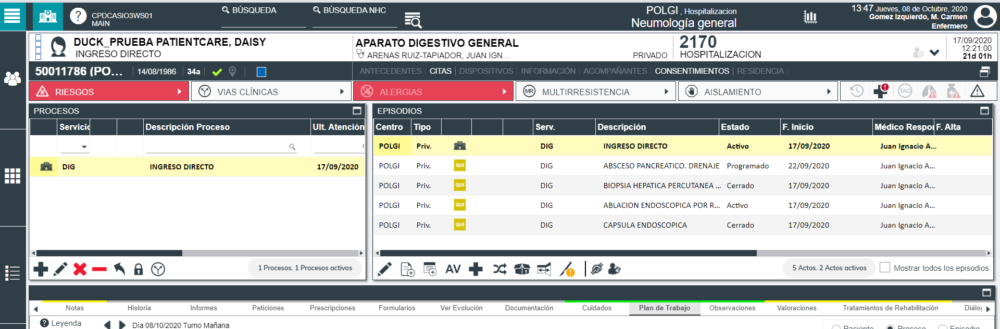 CPDCASIO3WS01
MAIN
BÚSQUEDA
BÚSQUEDA NHC
POLGI , Hospitalizacion
Neumología general
13:47 Jueves, 08 de Octubre, 2020
Gomez Izquierdo, M. Carmen
Enfermero
DUCK_PRUEBA PATIENTCARE, DAISY
INGRESO DIRECTO
APARATO DIGESTIVO GENERAL
ARENAS RUIZ-TAPIADOR, JUAN IGN...
PRIVADO
2170
HOSPITALIZACION
17/09/2020
12:21:00
21d 01h
50011786 (PO...
14/08/1986
34a
ANTECEDENTES | CITAS | DISPOSITIVOS | INFORMACIÓN | ACOMPAÑANTES | CONSENTIMIENTOS | RESIDENCIA
R RIESGOS
VIAS CLÍNICAS
ALERGIAS
MR MULTIRRESISTENCIA
AISLAMIENTO
TAO
PROCESOS
Servicio Descripción Proceso Ult. Atención
DIG INGRESO DIRECTO 17/09/2020
1 Procesos. 1 Procesos activos
EPISODIOS
Centro Tipo Serv. Descripción Estado F. Inicio Médico Respon F. Alta
POLGI Priv. DIG INGRESO DIRECTO Activo 17/09/2020 Juan Ignacio A...
POLGI Priv. QUI DIG ABSCESO PANCREATICO. DRENAJE Programado 22/09/2020 Juan Ignacio A...
POLGI Priv. QUI DIG BIOPSIA HEPATICA PERCUTANEA ... Cerrado 17/09/2020 Juan Ignacio A...
POLGI Priv. QUI DIG ABLACION ENDOSCOPICA POR R... Activo 17/09/2020 Juan Ignacio A...
POLGI Priv. QUI DIG CAPSULA ENDOSCOPICA Cerrado 17/09/2020 Juan Ignacio A...
AV
5 Actos. 2 Actos activos
Mostrar todos los episodios
Notas Historia Informes Peticiones Prescripciones Formularios Ver Evolución Documentación Cuidados Plan de Trabajo Observaciones Valoraciones Tratamientos de Rehabilitación Diálog
Leyenda
Día 08/10/2020 Turno Mañana
Paciente Proceso Episodio